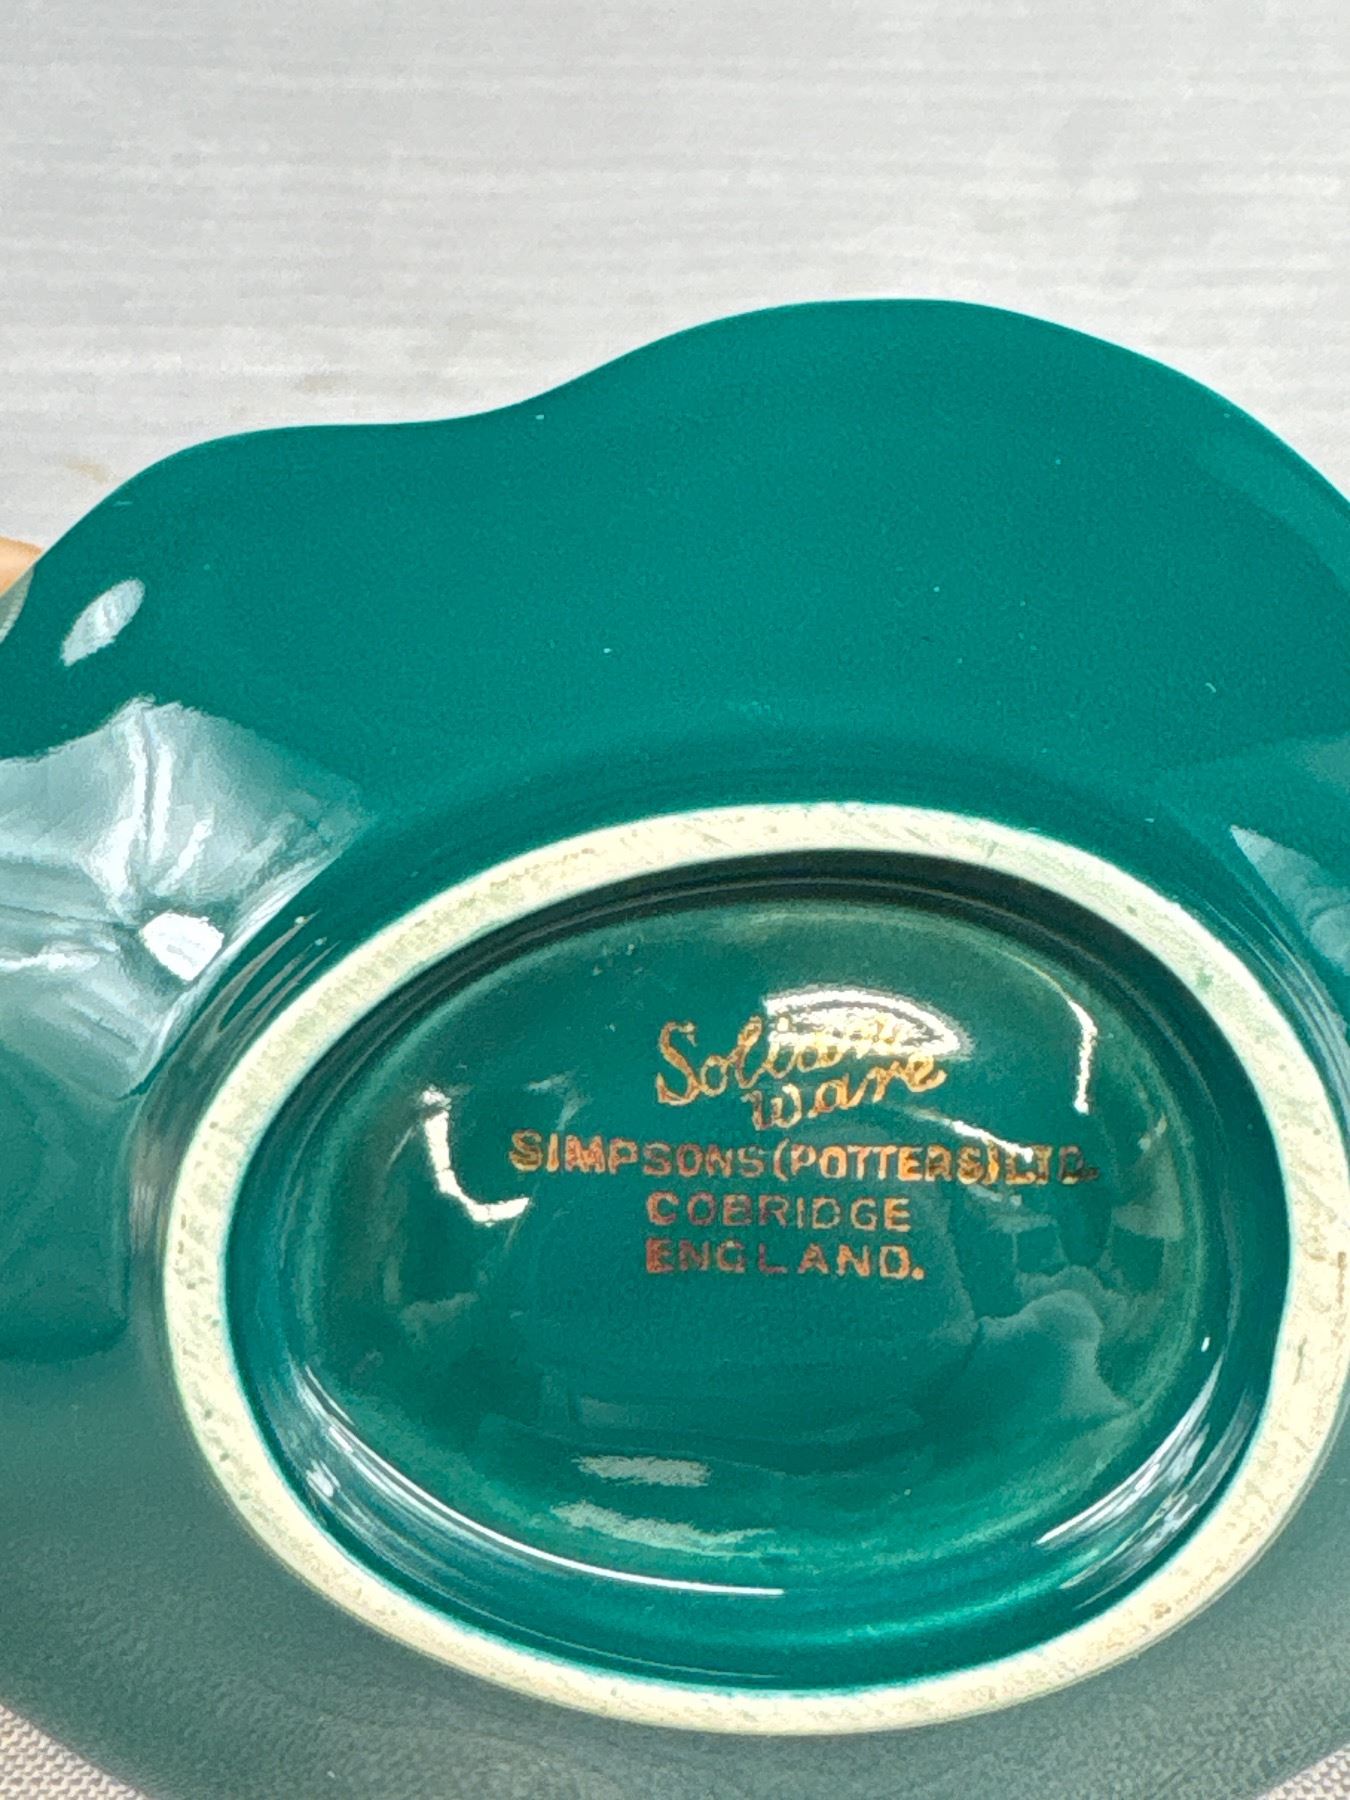 Solian
Ware
SIMPSONS (POTTERS) LTD.
COBRIDGE
ENGLAND.